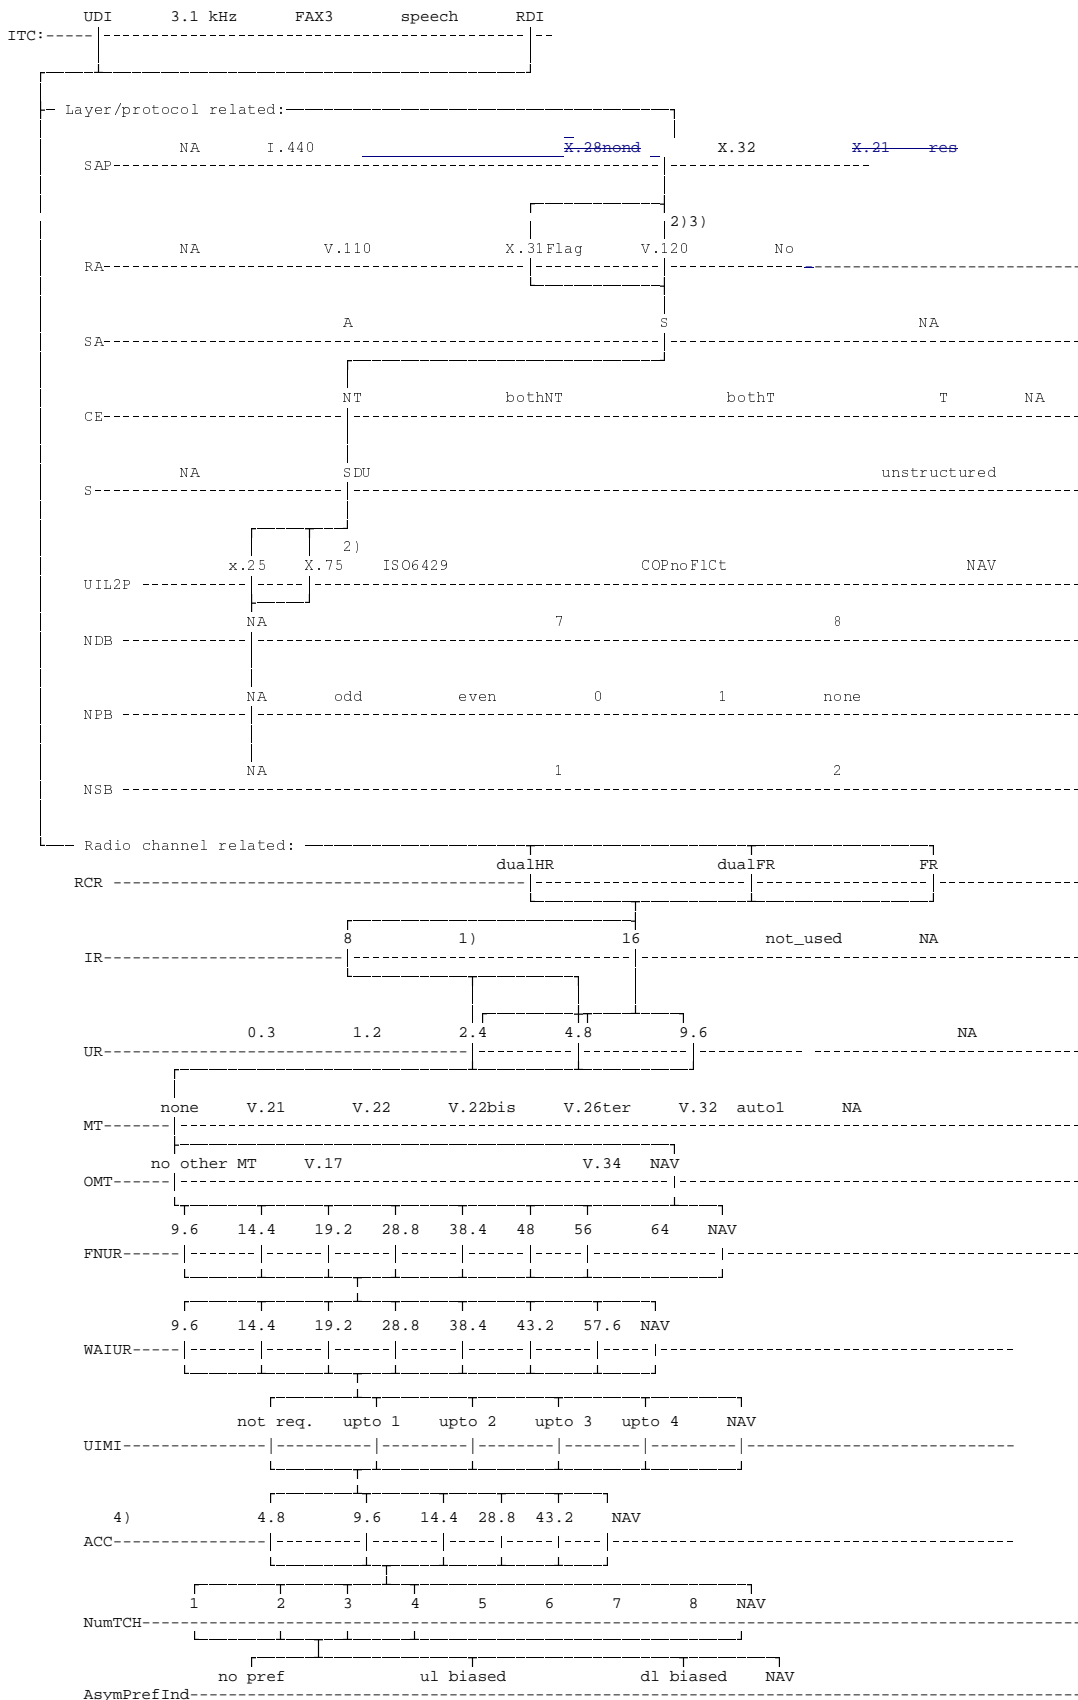 UDI 3.1 kHz FAX3 speech RDI
ITC:
Layer/protocol related:
NA I.440 X.28nond X.32 X.21 res
SAP
2)3)
NA V.110 X.31Flag V.120 No
RA
A S NA
SA
NT bothNT bothT T NA
CE
NA SDU unstructured
S
2)
x.25 X.75 ISO6429 COPnoFlCt NAV
UIL2P
NA 7 8
NDB
NA odd even 0 1 none
NPB
NA 1 2
NSB
Radio channel related:
dualHR dualFR FR
RCR
8 1) 16 not_used NA
IR
0.3 1.2 2.4 4.8 9.6 NA
UR
none V.21 V.22 V.22bis V.26ter V.32 auto1 NA
MT
no other MT V.17 V.34 NAV
OMT
9.6 14.4 19.2 28.8 38.4 48 56 64 NAV
FNUR
9.6 14.4 19.2 28.8 38.4 43.2 57.6 NAV
WAIUR
not req. upto 1 upto 2 upto 3 upto 4 NAV
UIMI
4) 4.8 9.6 14.4 28.8 43.2 NAV
ACC
1 2 3 4 5 6 7 8 NAV
NumTCH
no pref ul biased dl biased NAV
AsymPrefInd